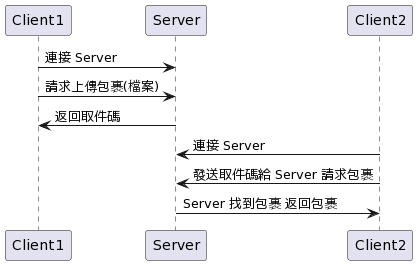 Client1 Server Client2
連接 Server
請求上傳包裹(檔案)
返回取件碼
連接 Server
發送取件碼給 Server 請求包裹
Server 找到包裹 返回包裹
Client1 Server Client2